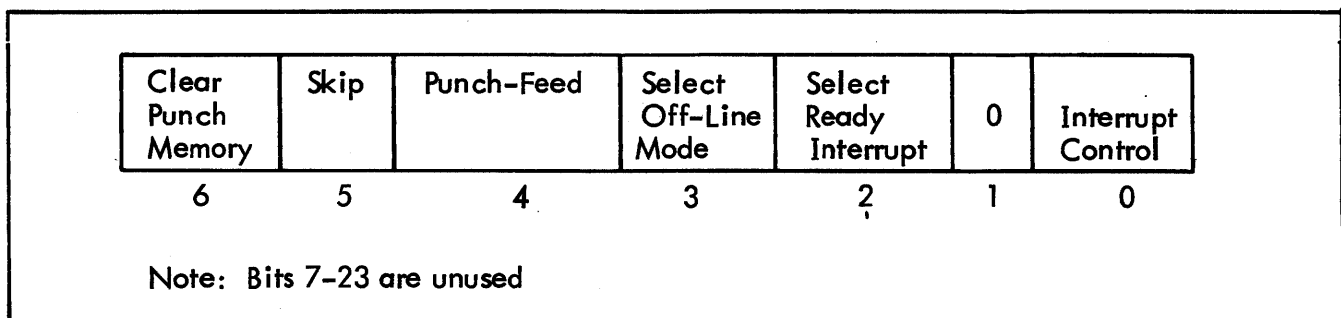 Clear Punch Memory
Skip
Punch-Feed
Select Off-Line Mode
Select Ready Interrupt
0
Interrupt Control
6 5 4 3 2 1 0
Note: Bits 7-23 are unused